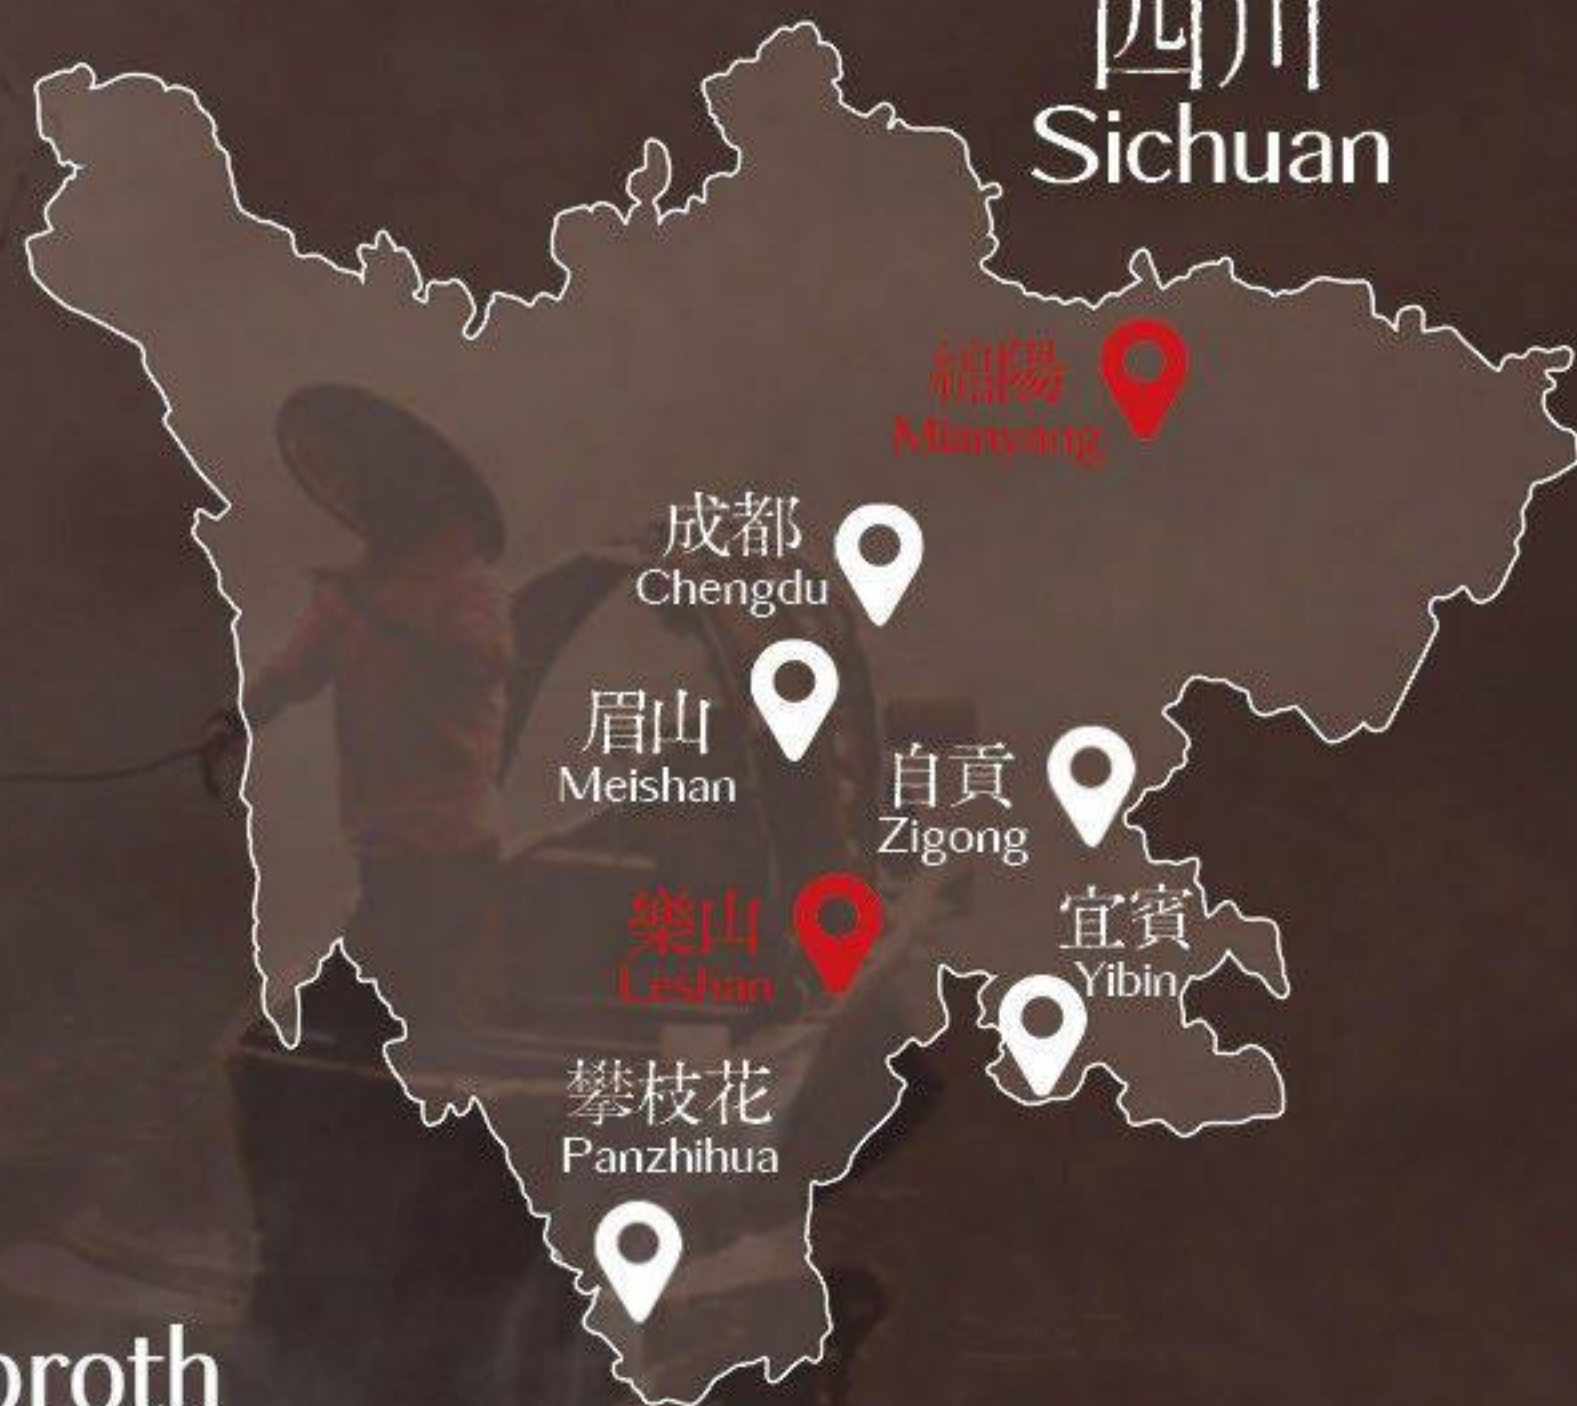 四川
Sichuan
綿陽
Mianyang
成都
Chengdu
眉山
Meishan
自貢
Zigong
樂山
Leshan
宜賓
Yibin
攀枝花
Panzhihua
broth